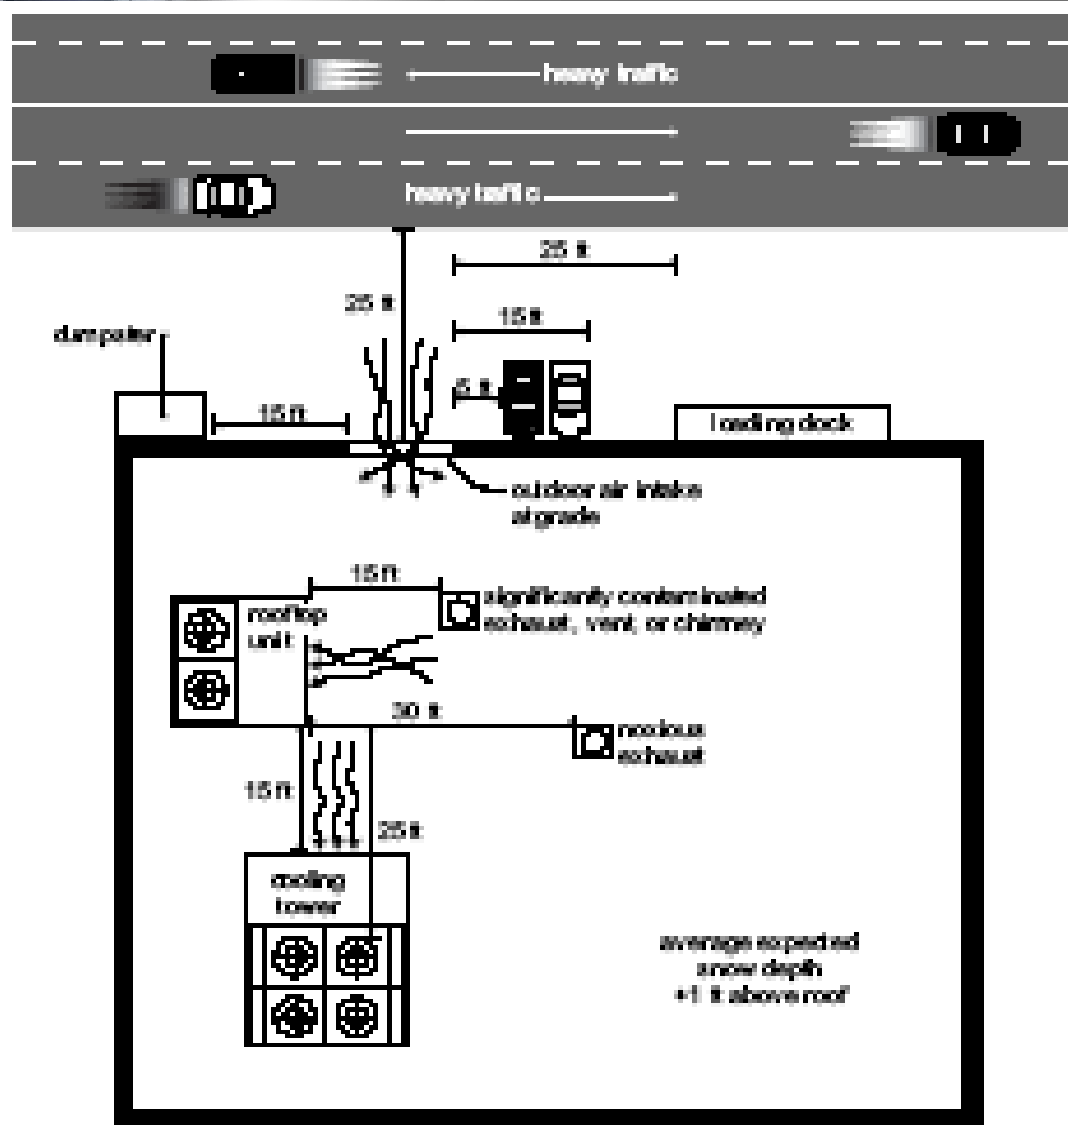 heavy traffic
heavy traffic
25 ft
25 ft
15 ft
dumpster
5 ft
15 ft
loading dock
outdoor air intake
at grade
15 ft
significantly contaminated
exhaust, vent, or chimney
rooftop
unit
30 ft
noxious
exhaust
15 ft
25 ft
cooling
tower
average expected
snow depth
+1 ft above roof